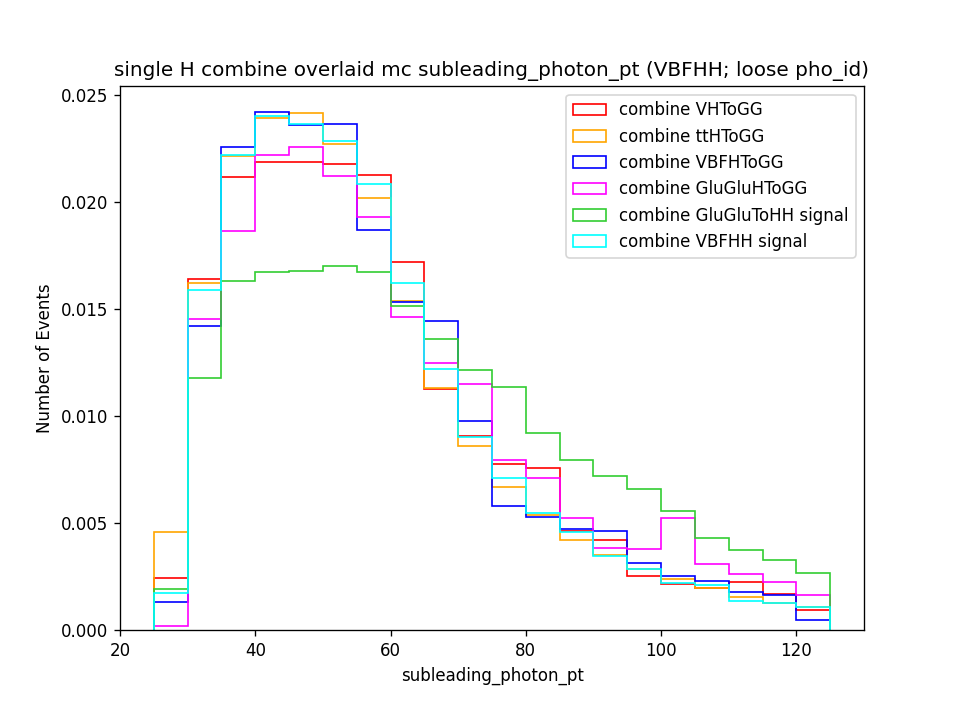 single H combine overlaid mc subleading_photon_pt (VBFHH; loose pho_id)
0.025
0.020
0.015
0.010
0.005
0.000
Number of Events
combine VHToGG
combine ttHToGG
combine VBFHToGG
combine GluGluHToGG
combine GluGluToHH signal
combine VBFHH signal
20 40 60 80 100 120
subleading_photon_pt